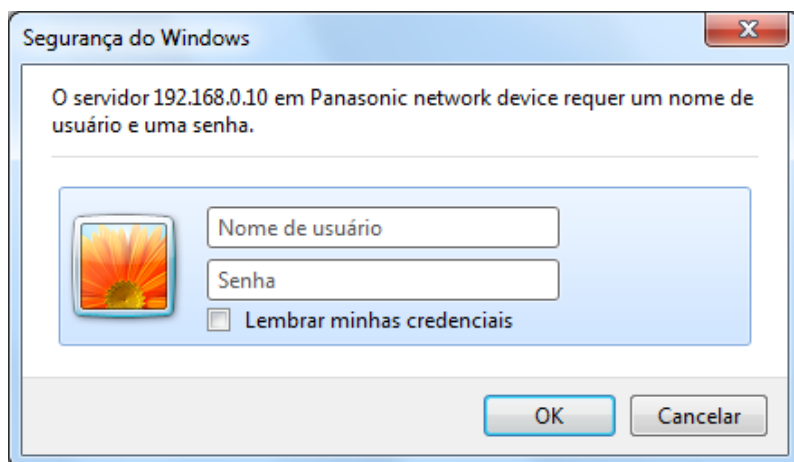 Segurança do Windows
O servidor 192.168.0.10 em Panasonic network device requer um nome de
usuário e uma senha.
Nome de usuário
Senha
Lembrar minhas credenciais
OK Cancelar